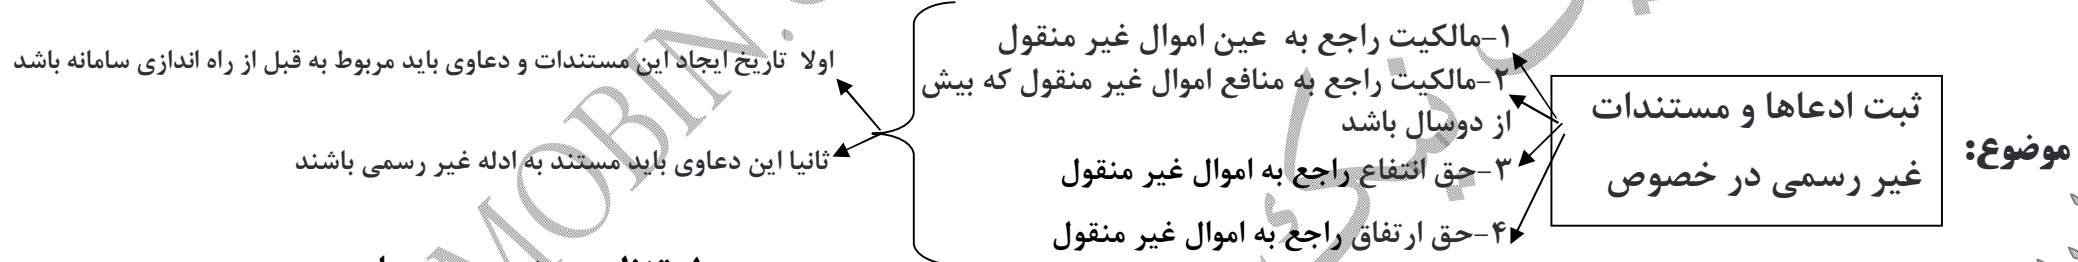 موضوع:
ثبت ادعاها و مستندات
غیر رسمی در خصوص
۱-مالکیت راجع به عین اموال غیر منقول
۲-مالکیت راجع به منافع اموال غیر منقول که بیش
از دوسال باشد
۳-حق انتفاع راجع به اموال غیر منقول
۴-حق ارتفاق راجع به اموال غیر منقول
اولا تاریخ ایجاد این مستندات و دعاوی باید مربوط به قبل از راه اندازی سامانه باشد
ثانیا این دعاوی باید مستند به ادله غیر رسمی باشند
MOBIN.